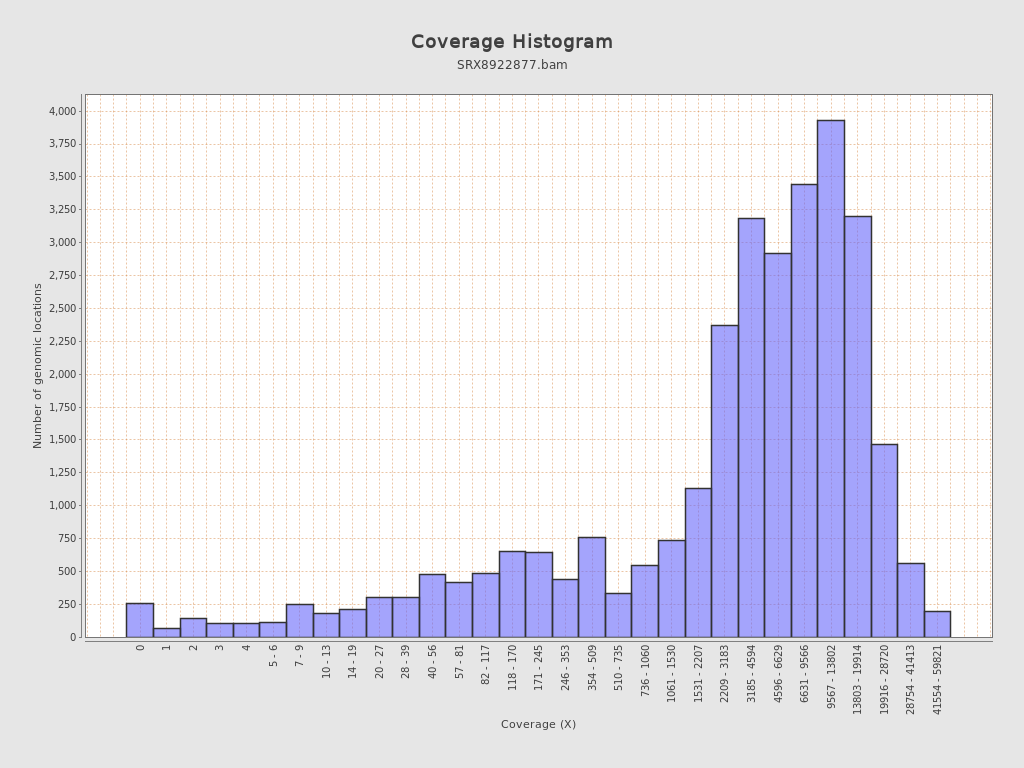 Coverage Histogram
SRX8922877.bam
4,000
3,750
3,500
3,250
3,000
2,750
2,500
2,250
2,000
1,750
1,500
1,250
1,000
750
500
250
0
Number of genomic locations
0
1
2
3
4
5 - 6
7 - 9
10 - 13
14 - 19
20 - 27
28 - 39
40 - 56
57 - 81
82 - 117
118 - 170
171 - 245
246 - 353
354 - 509
510 - 735
736 - 1060
1061 - 1530
1531 - 2207
2209 - 3183
3185 - 4594
4596 - 6629
6631 - 9566
9567 - 13802
13803 - 19914
19916 - 28720
28754 - 41413
41554 - 59821
Coverage (X)